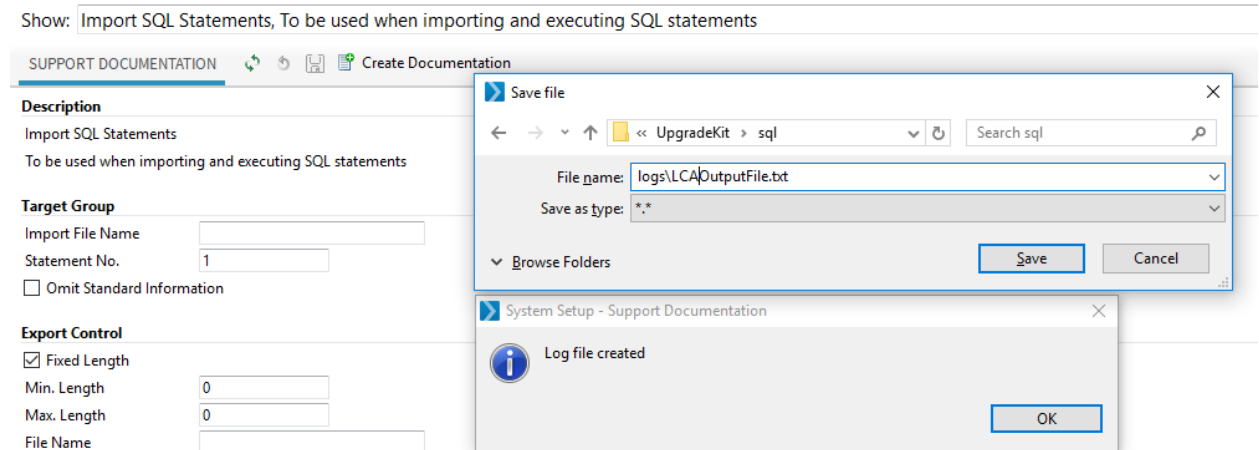 Show: Import SQL Statements, To be used when importing and executing SQL statements
SUPPORT DOCUMENTATION Create Documentation
Description
Import SQL Statements
To be used when importing and executing SQL statements
Target Group
Import File Name
Statement No. 1
Omit Standard Information
Export Control
Fixed Length
Min. Length 0
Max. Length 0
File Name
Save file
« UpgradeKit › sql Search sql
File name: logs\LCAOutputFile.txt
Save as type: *.*
Browse Folders Save Cancel
System Setup - Support Documentation
Log file created
OK